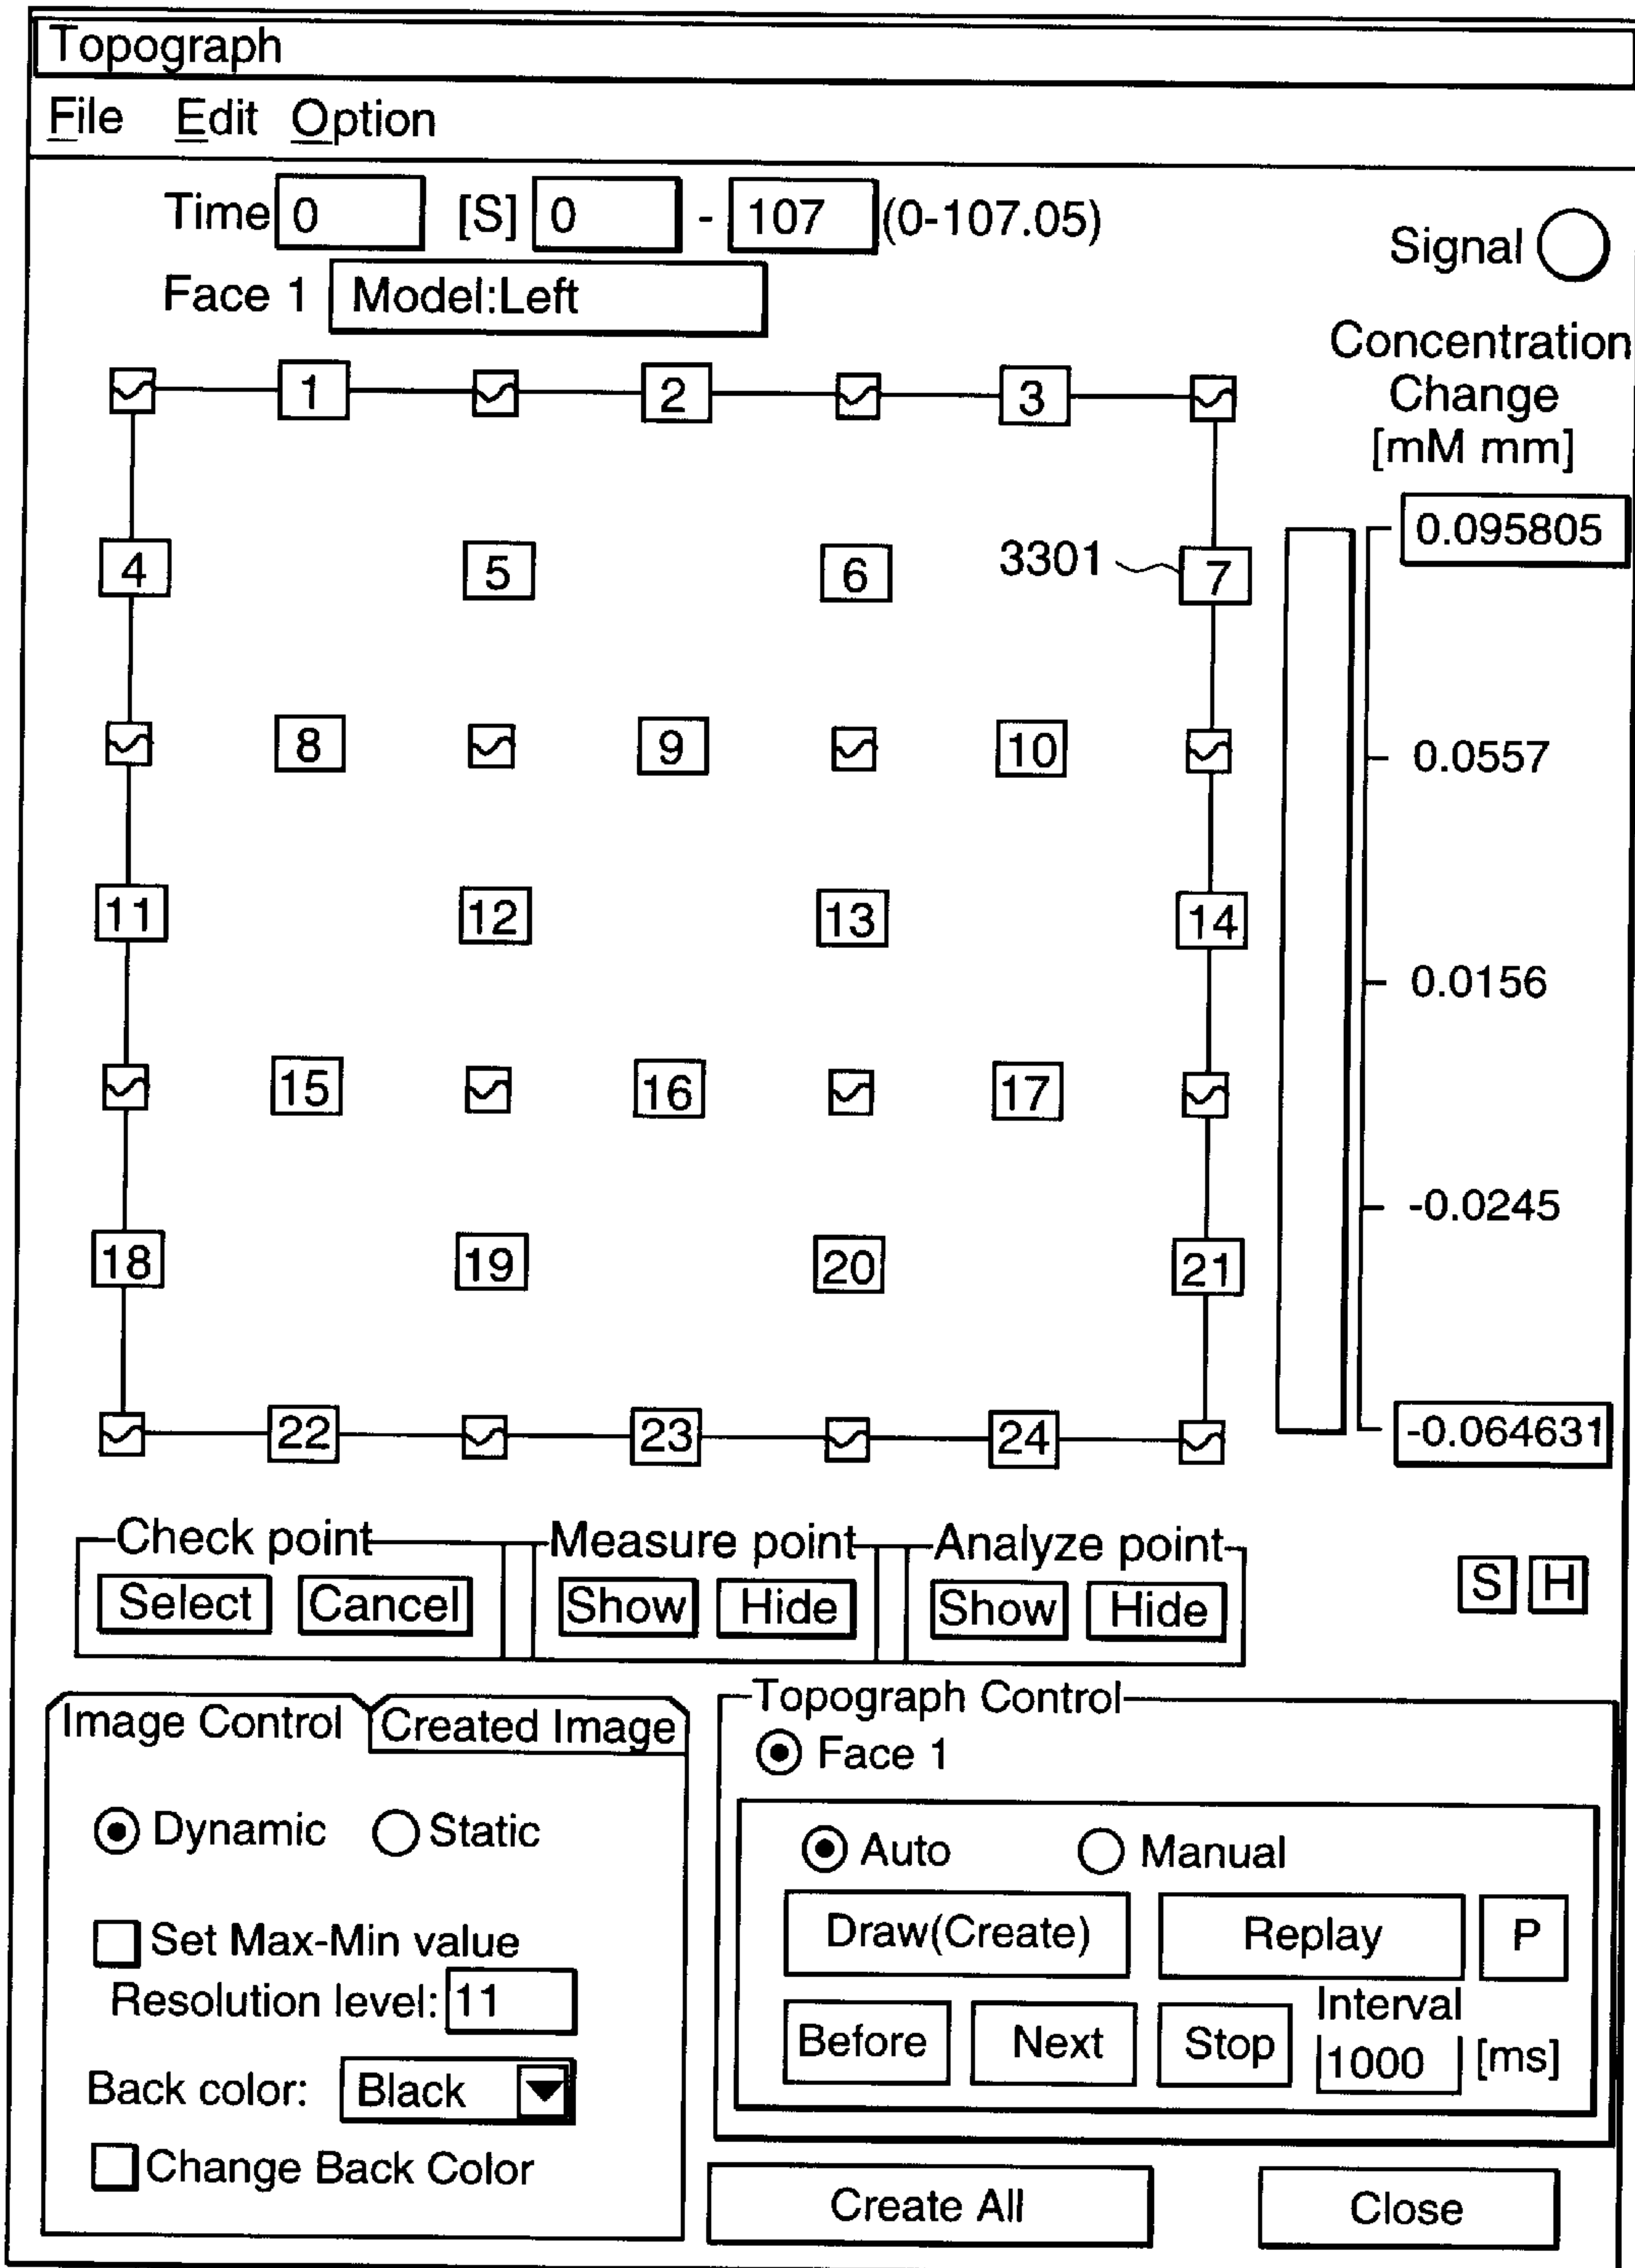 Topograph
File Edit Option
Time 0 [S] 0 - 107 (0-107.05)
Signal
Face 1 Model:Left
Concentration
Change
[mM mm]
1 2 3
0.095805
4 5 6 3301 7
8 9 10
0.0557
11 12 13 14
0.0156
15 16 17
-0.0245
18 19 20 21
22 23 24
-0.064631
Check point Measure point Analyze point
Select Cancel Show Hide Show Hide S H
Image Control Created Image
Topograph Control
Face 1
Dynamic Static
Auto Manual
Set Max-Min value
Draw(Create) Replay P
Resolution level: 11
Interval
Before Next Stop 1000 [ms]
Back color: Black
Change Back Color
Create All Close